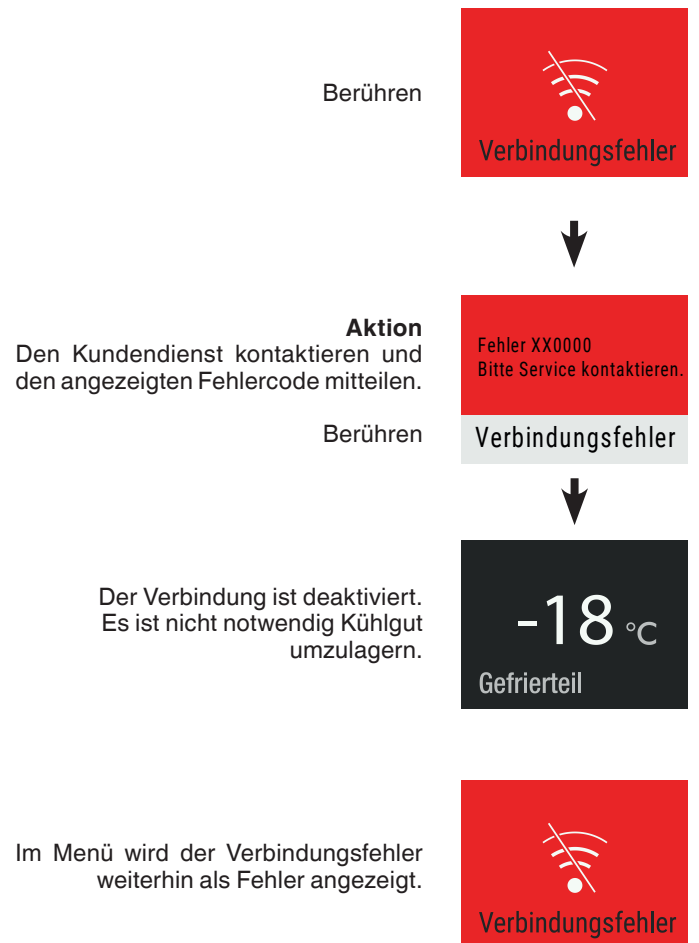 Berühren
Verbindungsfehler
Aktion
Den Kundendienst kontaktieren und
den angezeigten Fehlercode mitteilen.
Fehler XX0000
Bitte Service kontaktieren.
Berühren
Verbindungsfehler
Der Verbindung ist deaktiviert.
Es ist nicht notwendig Kühlgut
umzulagern.
-18 °C
Gefrierteil
Im Menü wird der Verbindungsfehler
weiterhin als Fehler angezeigt.
Verbindungsfehler